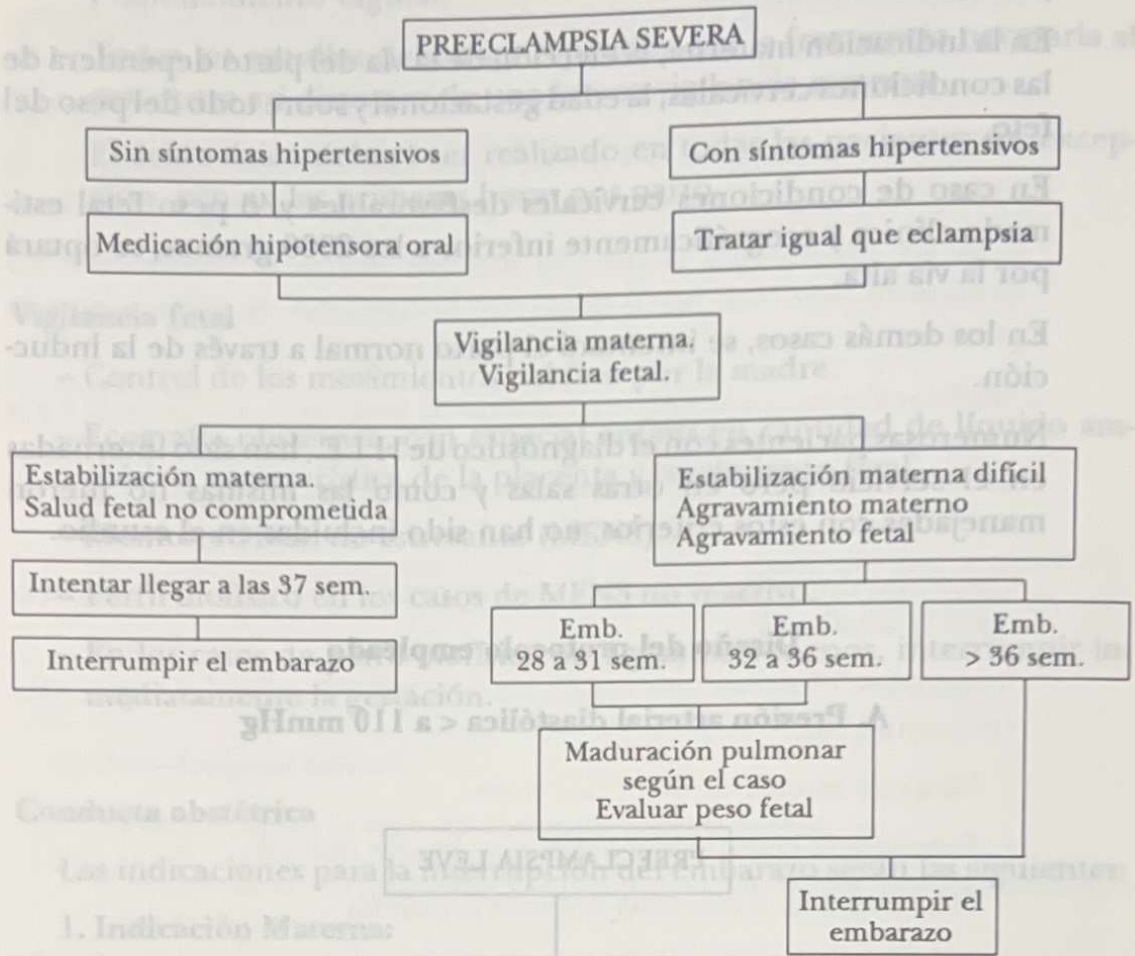 PREECLAMPSIA SEVERA
Sin síntomas hipertensivos
Con síntomas hipertensivos
Medicación hipotensora oral
Tratar igual que eclampsia
Vigilancia materna.
Vigilancia fetal.
Estabilización materna.
Salud fetal no comprometida
Estabilización materna difícil
Agravamiento materno
Agravamiento fetal
Intentar llegar a las 37 sem.
Interrumpir el embarazo
Emb.
28 a 31 sem.
Emb.
32 a 36 sem.
Emb.
> 36 sem.
Maduración pulmonar
según el caso
Evaluar peso fetal
Interrumpir el
embarazo